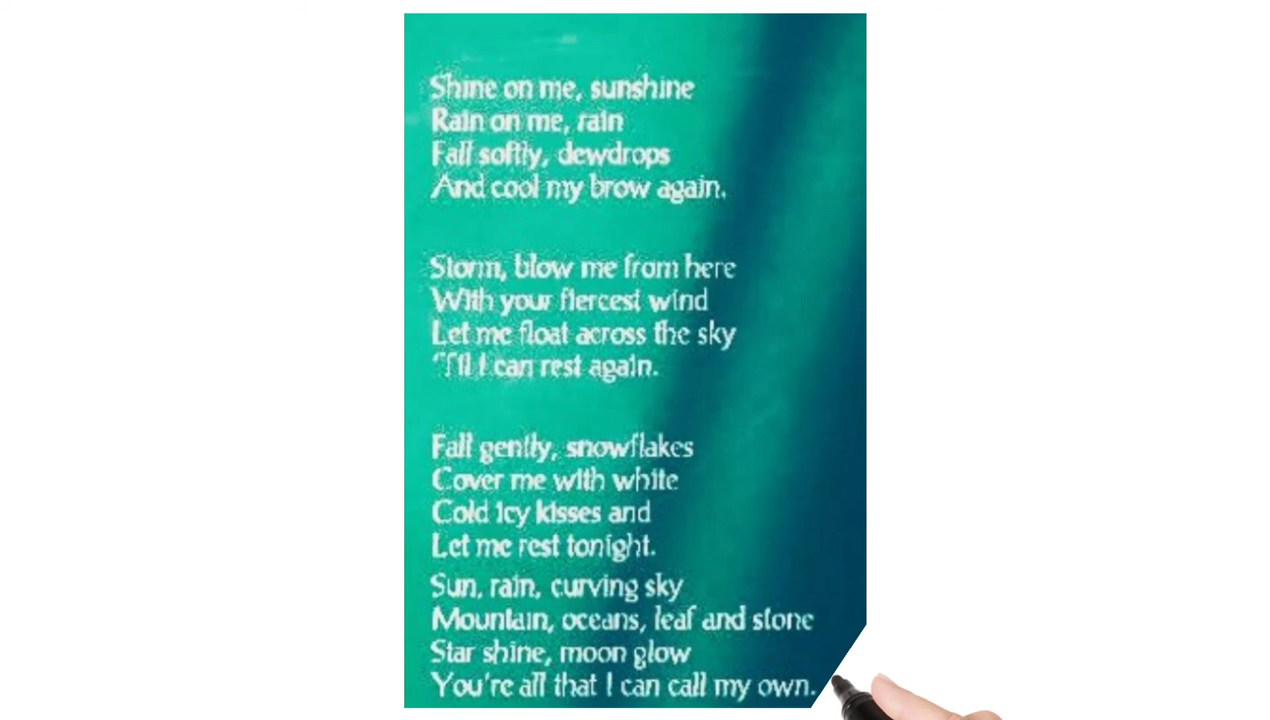 Shine on me, sunshine
Rain on me, rain
Fall softly, dewdrops
And cool my brow again.
Storm, blow me from here
With your fiercest wind
Let me float across the sky
'Til I can rest again.
Fall gently, snowflakes
Cover me with white
Cold icy kisses and
Let me rest tonight.
Sun, rain, curving sky
Mountain, oceans, leaf and stone
Star shine, moon glow
You're all that I can call my own.